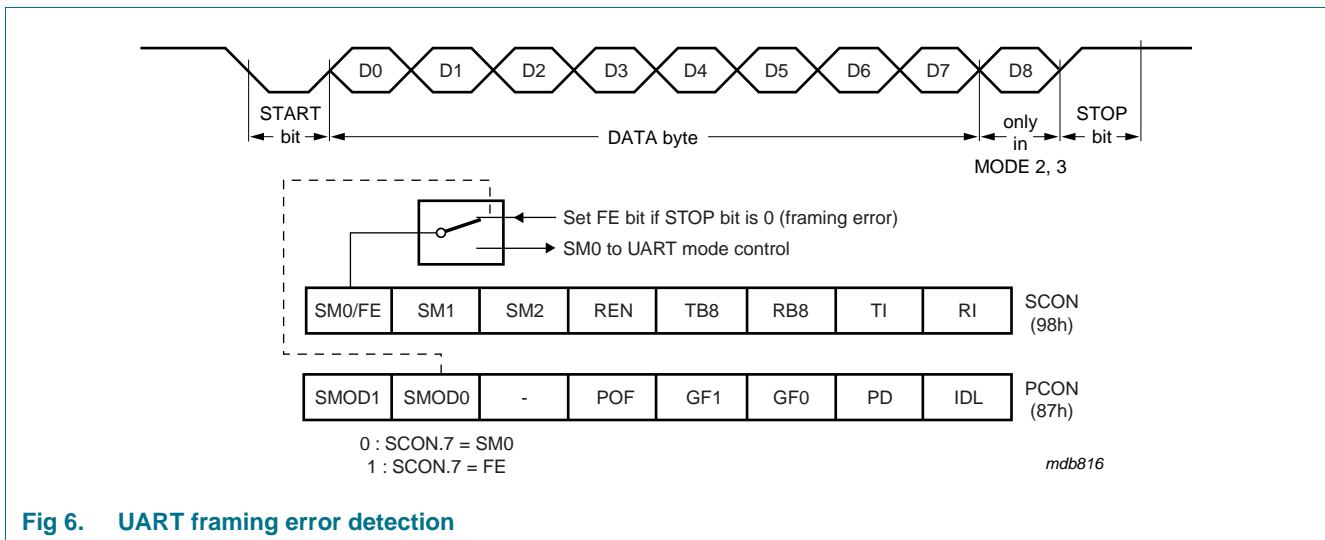 D0 D1 D2 D3 D4 D5 D6 D7 D8
START
bit
DATA byte
only
in
MODE 2, 3
STOP
bit
Set FE bit if STOP bit is 0 (framing error)
SM0 to UART mode control
SM0/FE SM1 SM2 REN TB8 RB8 TI RI
SCON
(98h)
SMOD1 SMOD0 - POF GF1 GF0 PD IDL
PCON
(87h)
0 : SCON.7 = SM0
1 : SCON.7 = FE
mdb816
Fig 6. UART framing error detection